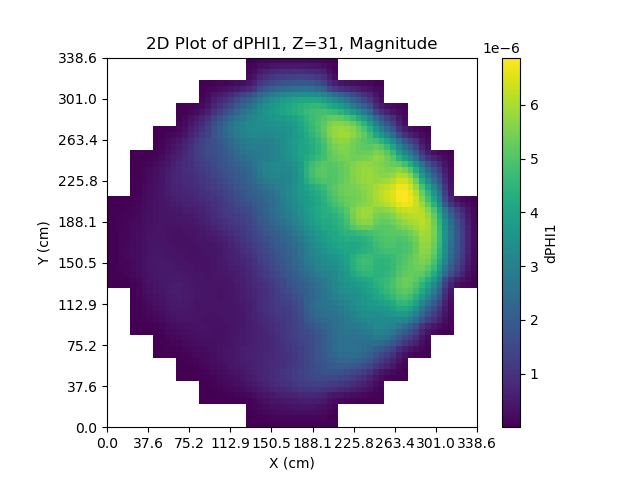 2D Plot of dPHI1, Z=31, Magnitude
1e−6
338.6
301.0
263.4
225.8
188.1
150.5
112.9
75.2
37.6
0.0
Y (cm)
0.0 37.6 75.2 112.9 150.5 188.1 225.8 263.4 301.0 338.6
X (cm)
6
5
4
3
2
1
dPHI1